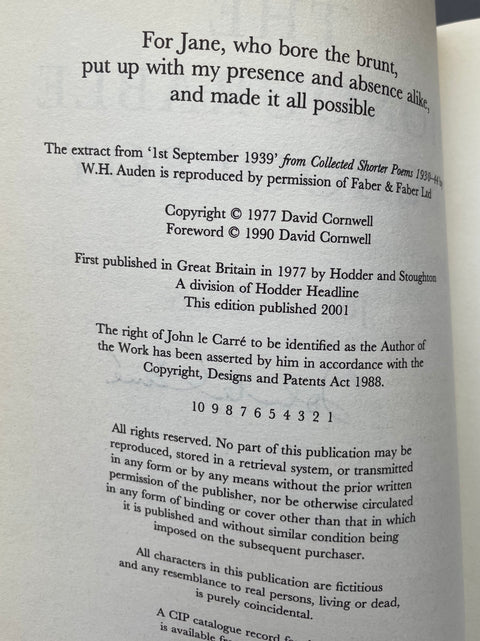 For Jane, who bore the brunt,
put up with my presence and absence alike,
and made it all possible
The extract from ‘1st September 1939’ from Collected Shorter Poems 1930–44 by
W.H. Auden is reproduced by permission of Faber & Faber Ltd
Copyright © 1977 David Cornwell
Foreword © 1990 David Cornwell
First published in Great Britain in 1977 by Hodder and Stoughton
A division of Hodder Headline
This edition published 2001
The right of John le Carré to be identified as the Author of
the Work has been asserted by him in accordance with the
Copyright, Designs and Patents Act 1988.
10 9 8 7 6 5 4 3 2 1
All rights reserved. No part of this publication may be
reproduced, stored in a retrieval system, or transmitted
in any form or by any means without the prior written
permission of the publisher, nor be otherwise circulated
in any form of binding or cover other than that in which
it is published and without similar condition being
imposed on the subsequent purchaser.
All characters in this publication are fictitious
and any resemblance to real persons, living or dead,
is purely coincidental.
A CIP catalogue record
is available